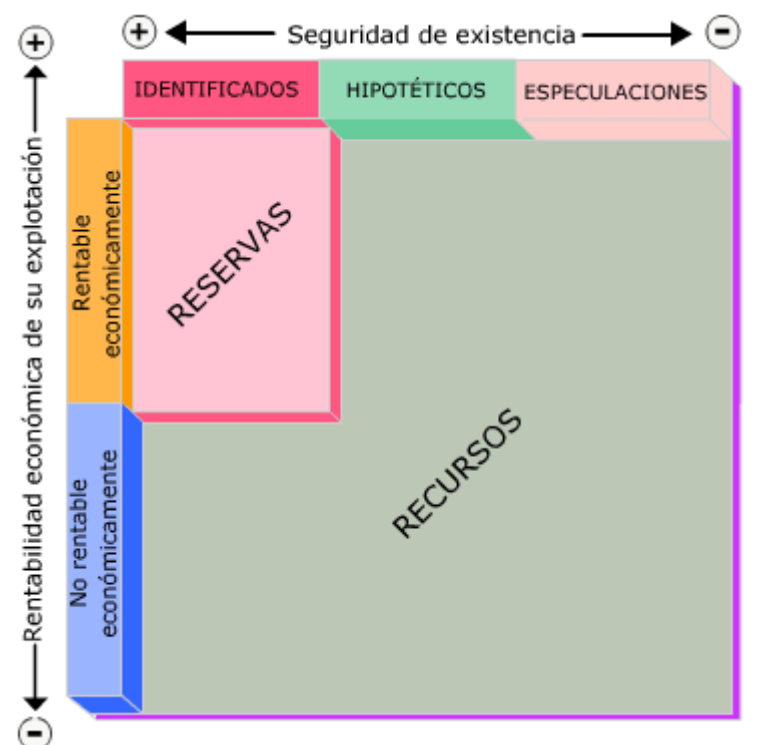 + Seguridad de existencia -
+
IDENTIFICADOS HIPOTÉTICOS ESPECULACIONES
Rentabilidad económica de su explotación
Rentable
económicamente
RESERVAS
No rentable
económicamente
RECURSOS
-